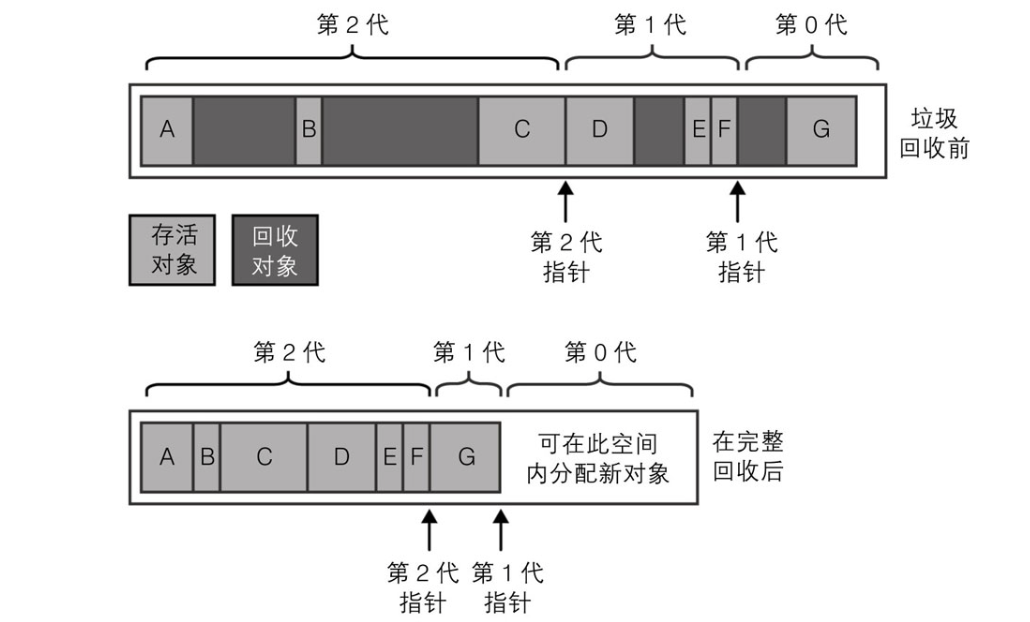 第 2 代
第 1 代
第 0 代
A
B
C
D
E
F
G
垃圾
回收前
第 2 代
指针
第 1 代
指针
存活
对象
回收
对象
第 2 代
第 1 代
第 0 代
A
B
C
D
E
F
G
可在此空间
内分配新对象
在完整
回收后
第 2 代
指针
第 1 代
指针